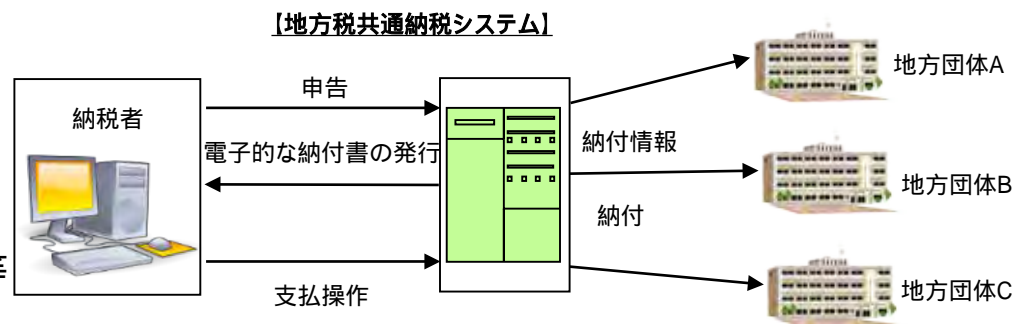 【地方税共通納税システム】
納税者
申告
電子的な納付書の発行
支払操作
納付情報
納付
地方団体A
地方団体B
地方団体C